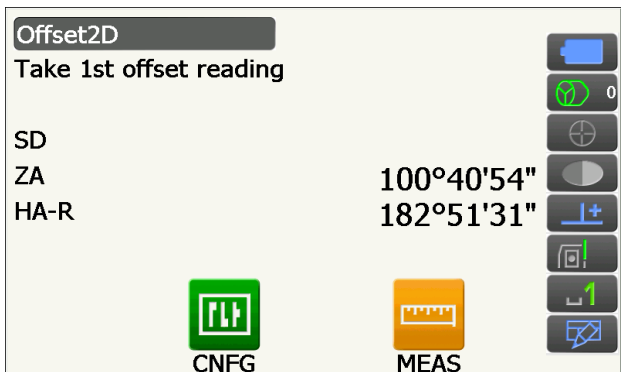 Offset2D
Take 1st offset reading
0
SD
ZA 100°40'54"
HA-R 182°51'31"
1
CNFG MEAS